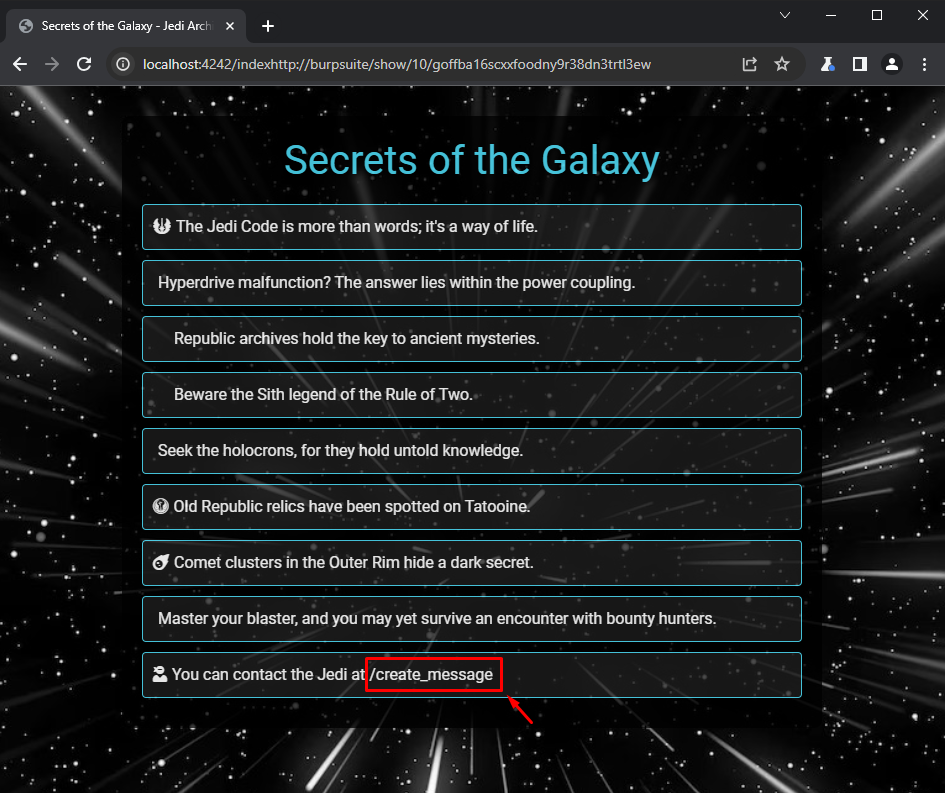 Secrets of the Galaxy - Jedi Arch
localhost:4242/indexhttp://burpsuite/show/10/goffba16scxxfoodny9r38dn3trtl3ew
Secrets of the Galaxy
The Jedi Code is more than words; it's a way of life.
Hyperdrive malfunction? The answer lies within the power coupling.
Republic archives hold the key to ancient mysteries.
Beware the Sith legend of the Rule of Two.
Seek the holocrons, for they hold untold knowledge.
Old Republic relics have been spotted on Tatooine.
Comet clusters in the Outer Rim hide a dark secret.
Master your blaster, and you may yet survive an encounter with bounty hunters.
You can contact the Jedi at /create_message